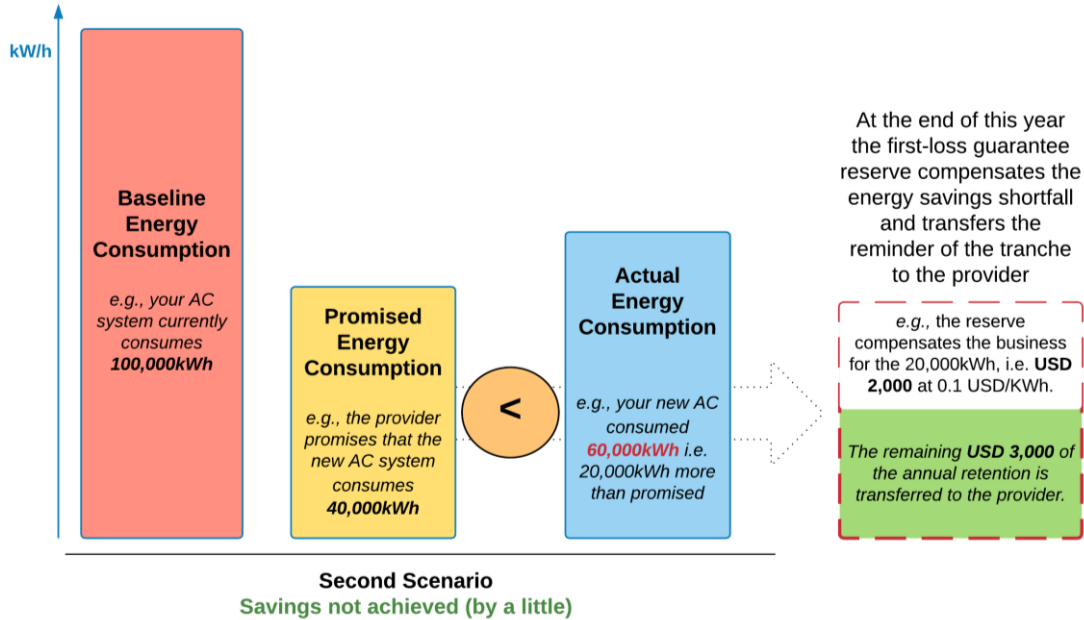 kW/h
Baseline
Energy
Consumption
e.g., your AC
system currently
consumes
100,000kWh
Promised
Energy
Consumption
e.g., the provider
promises that the
new AC system
consumes
40,000kWh
<
Actual
Energy
Consumption
e.g., your new AC
consumed
60,000kWh i.e.
20,000kWh more
than promised
At the end of this year
the first-loss guarantee
reserve compensates the
energy savings shortfall
and transfers the
reminder of the tranche
to the provider
e.g., the reserve
compensates the business
for the 20,000kWh, i.e. USD
2,000 at 0.1 USD/KWh.
The remaining USD 3,000 of
the annual retention is
transferred to the provider.
Second Scenario
Savings not achieved (by a little)